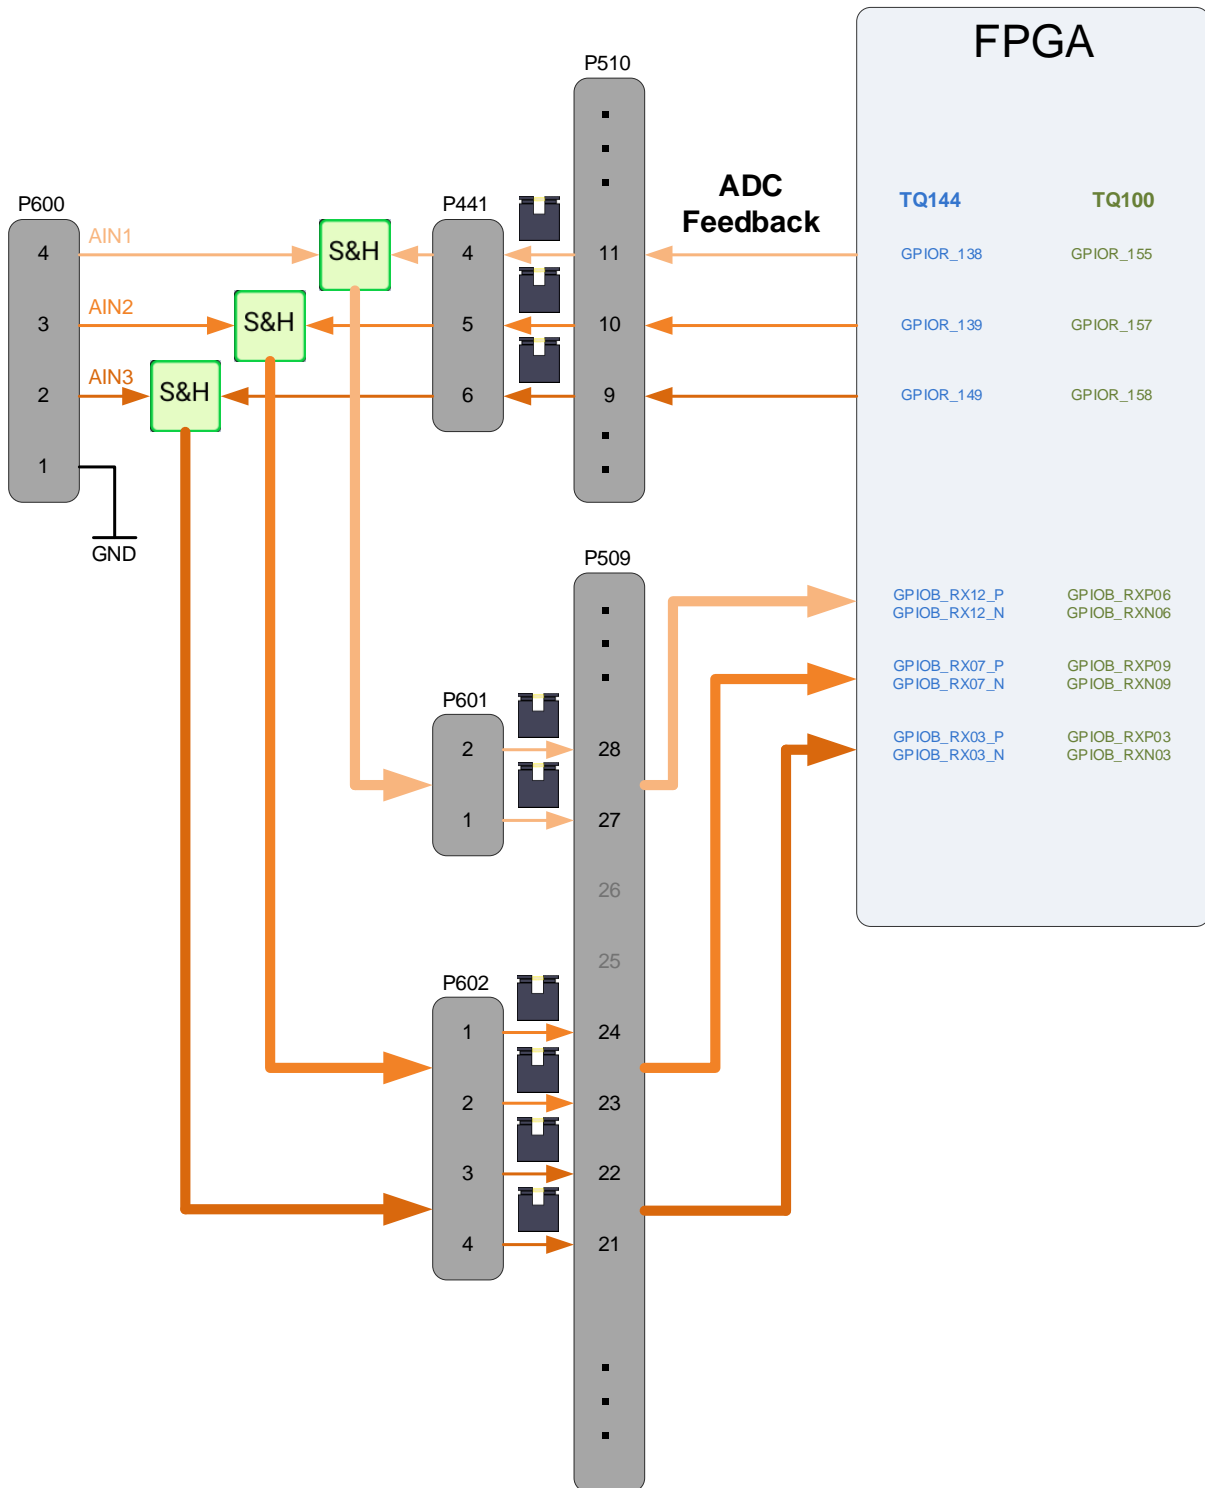 FPGA
P510
ADC
Feedback
TQ144
TQ100
P600
P441
4
AIN1
S&H
4
11
GPIOR_138
GPIOR_155
3
AIN2
S&H
5
10
GPIOR_139
GPIOR_157
2
AIN3
S&H
6
9
GPIOR_149
GPIOR_158
1
GND
P509
GPIOB_RX12_P
GPIOB_RX12_N
GPIOB_RXP06
GPIOB_RXN06
GPIOB_RX07_P
GPIOB_RX07_N
GPIOB_RXP09
GPIOB_RXN09
P601
GPIOB_RX03_P
GPIOB_RX03_N
GPIOB_RXP03
GPIOB_RXN03
2
28
1
27
26
25
P602
1
24
2
23
3
22
4
21